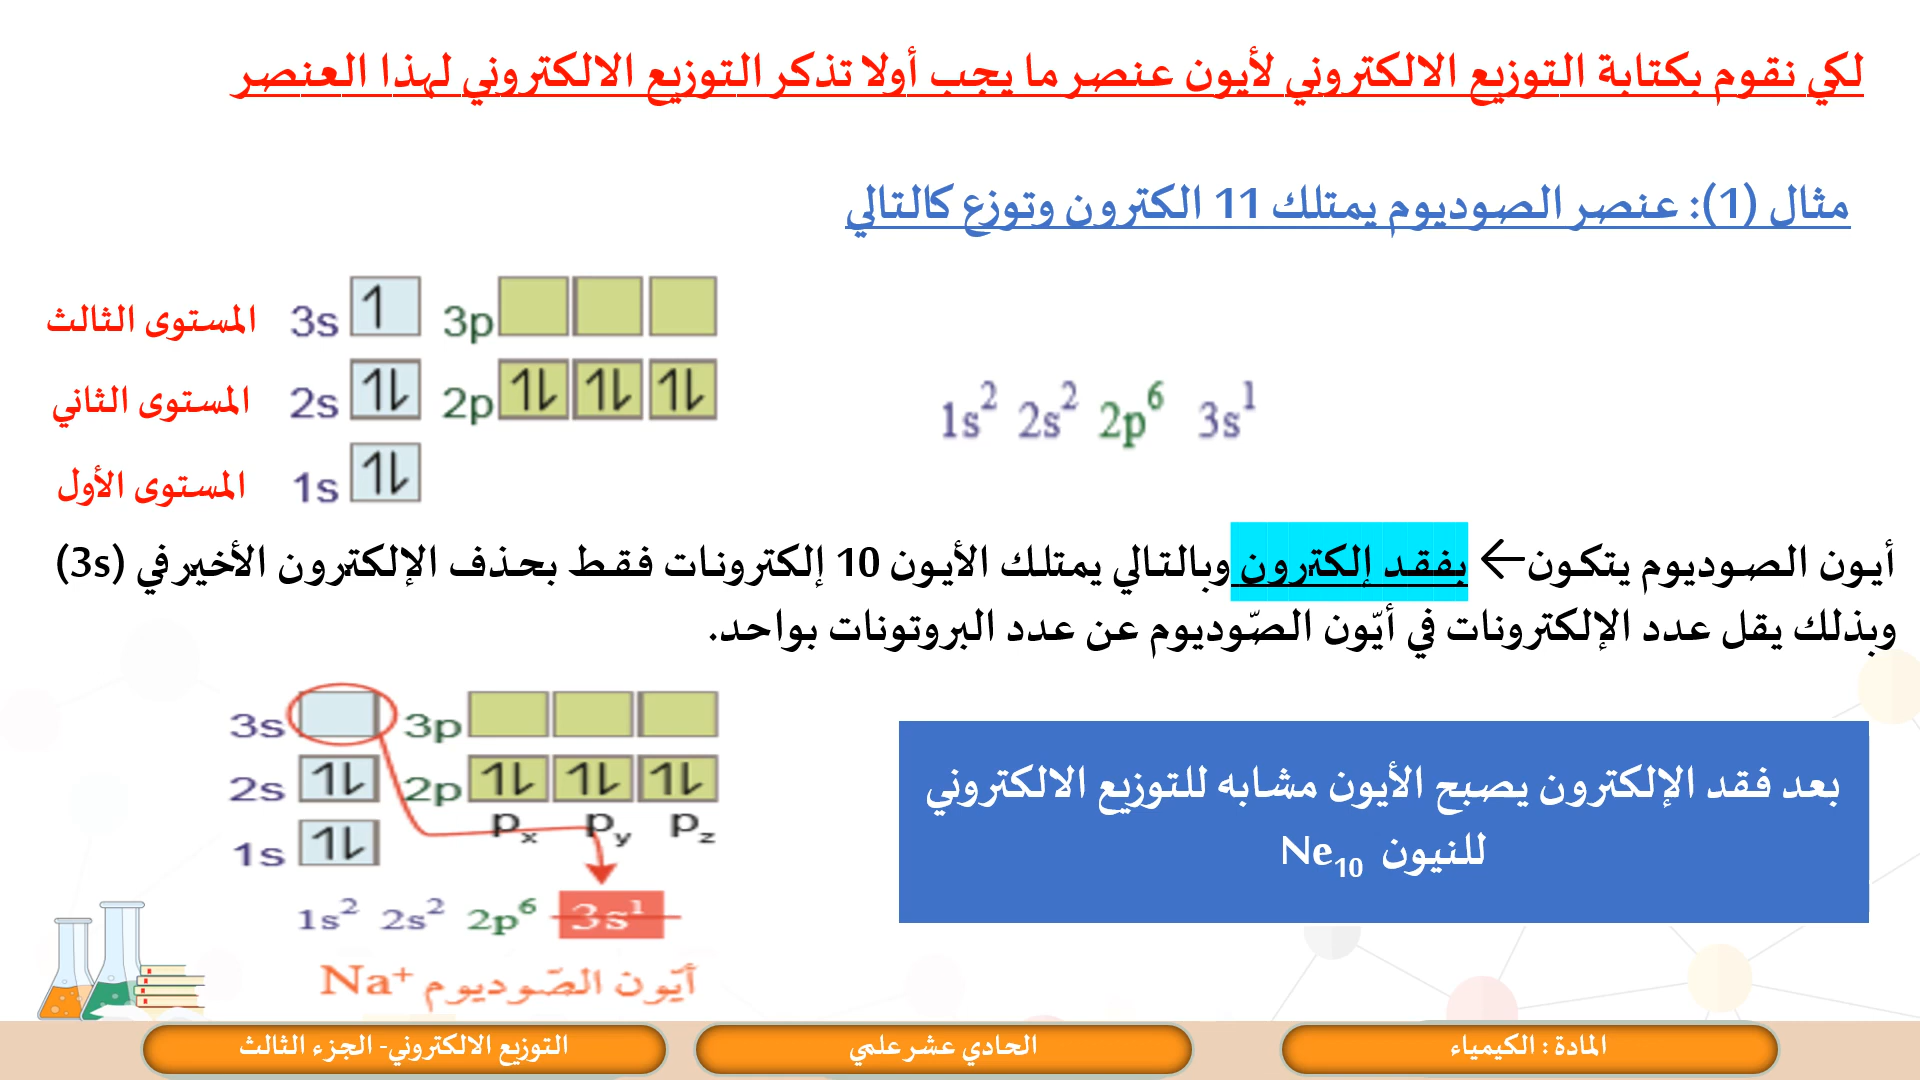 لكي نقوم بكتابة التوزيع الالكتروني لأيون عنصر ما يجب أولا تذكر التوزيع الالكتروني لهذا العنصر
مثال (1): عنصر الصوديوم يمتلك 11 الكترون وتوزع كالتالي
المستوى الثالث 3s 1 3p
المستوى الثاني 2s 1l 2p 1l 1l 1l
المستوى الأول 1s 1l
1s² 2s² 2p⁶ 3s¹
أيون الصوديوم يتكون← بفقد إلكترون وبالتالي يمتلك الأيون 10 إلكترونات فقط بحذف الإلكترون الأخير في (3s)
وبذلك يقل عدد الإلكترونات في أيّون الصّوديوم عن عدد البروتونات بواحد.
3s 3p
2s 1l 2p 1l 1l 1l
pₓ pᵧ p_z
1s 1l
1s² 2s² 2p⁶ 3s¹
أيّون الصّوديوم Na⁺
بعد فقد الإلكترون يصبح الأيون مشابه للتوزيع الالكتروني
للنيون Ne₁₀
المادة : الكيمياء
الحادي عشر علمي
التوزيع الالكتروني- الجزء الثالث